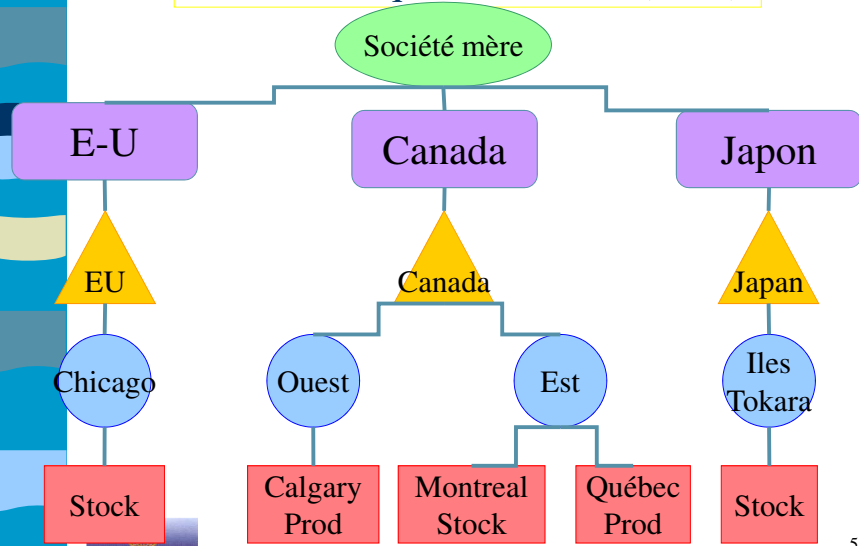 Société mère
E-U
Canada
Japon
EU
Canada
Japan
Chicago
Ouest
Est
Iles
Tokara
Stock
Calgary
Prod
Montreal
Stock
Québec
Prod
Stock
5